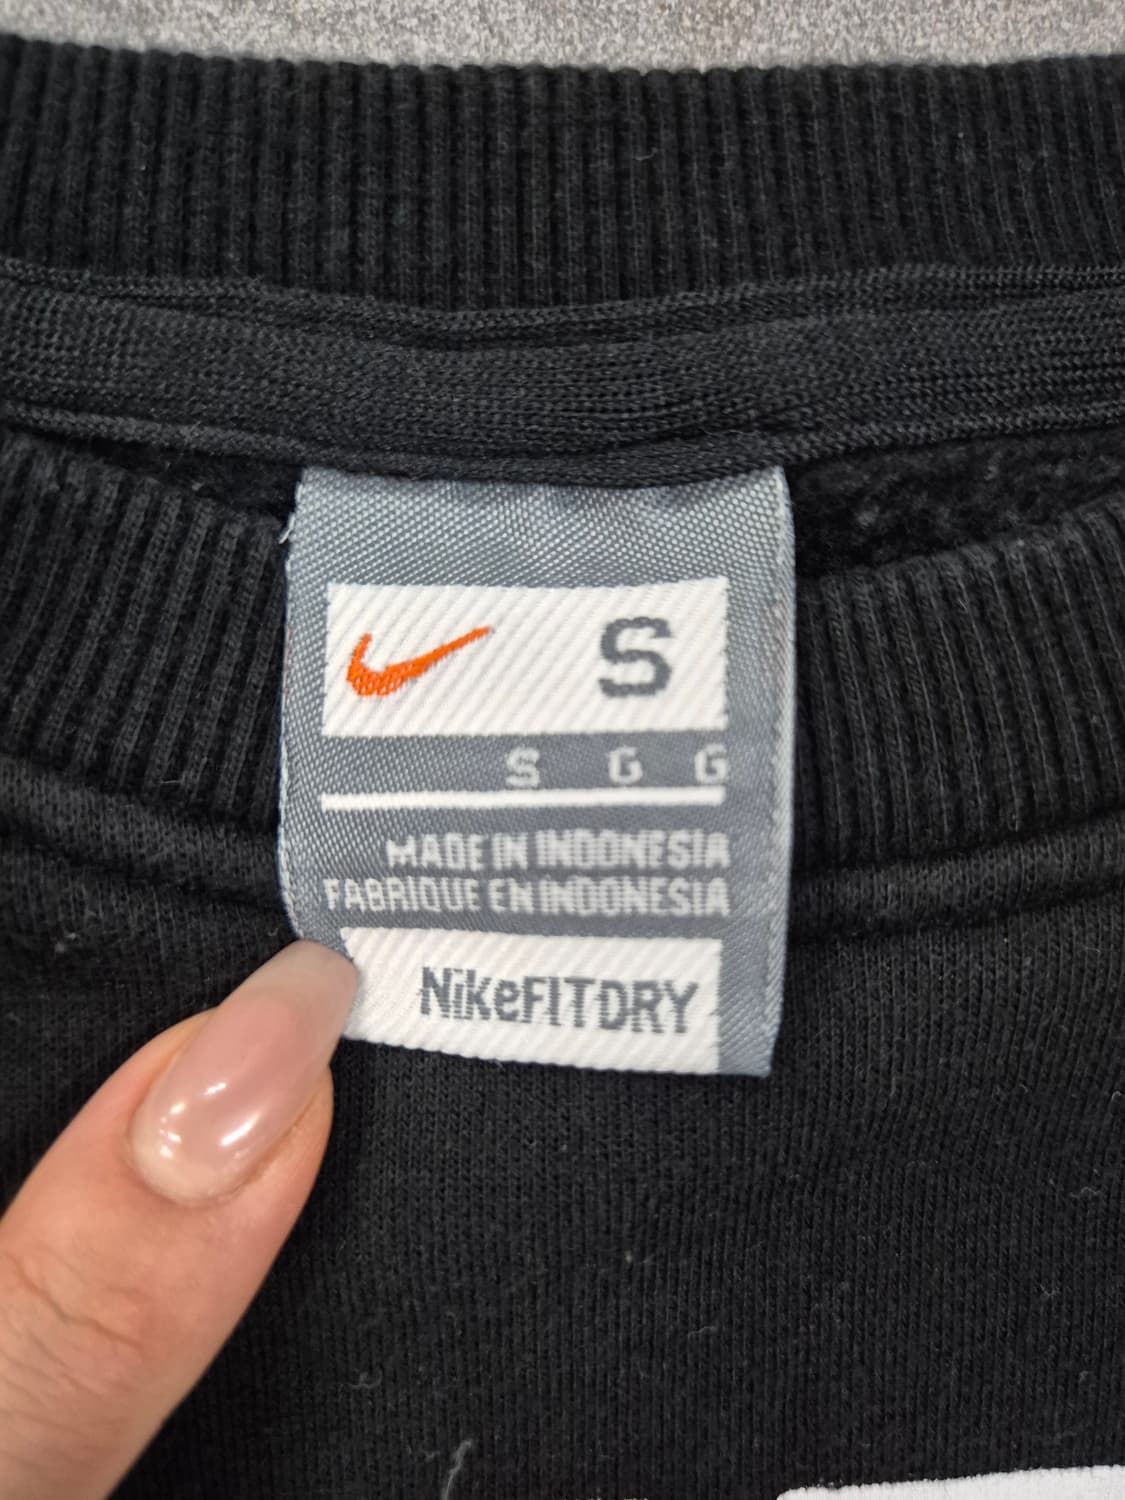 S
S G G
MADE IN INDONESIA
FABRIQUE EN INDONESIA
NikeFITDRY